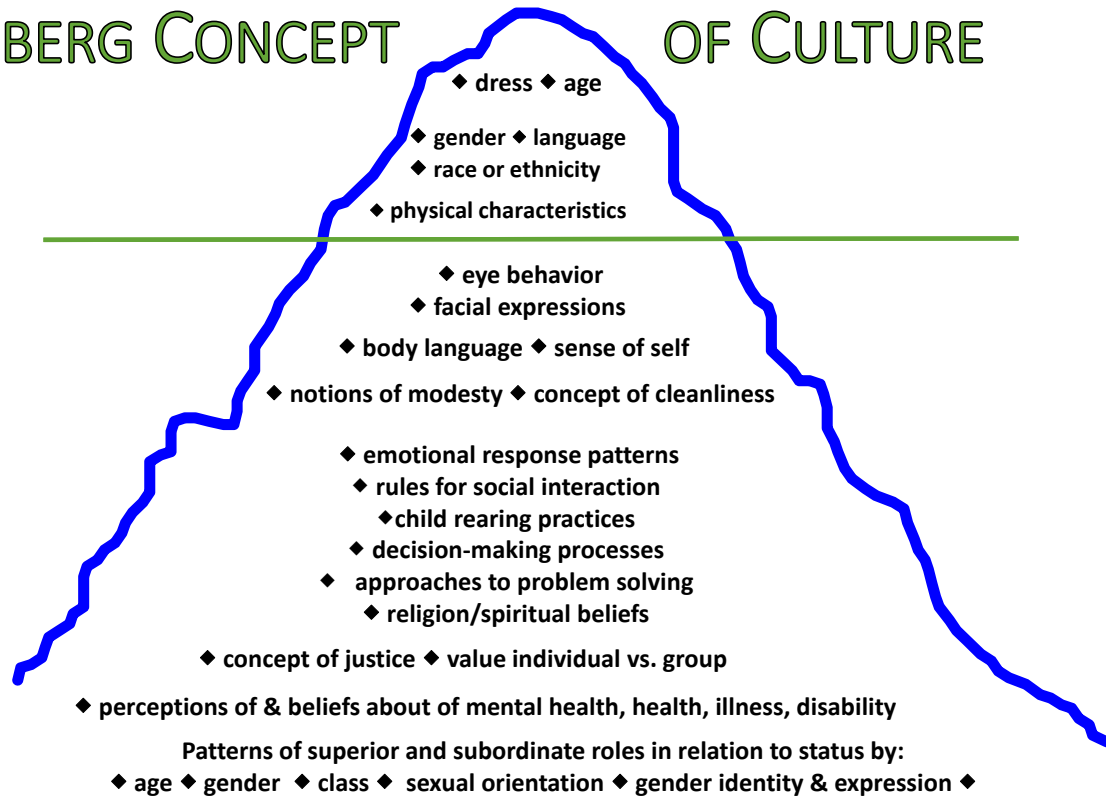 BERG CONCEPT OF CULTURE
◆ dress ◆ age
◆ gender ◆ language
◆ race or ethnicity
◆ physical characteristics
◆ eye behavior
◆ facial expressions
◆ body language ◆ sense of self
◆ notions of modesty ◆ concept of cleanliness
◆ emotional response patterns
◆ rules for social interaction
◆child rearing practices
◆ decision-making processes
◆ approaches to problem solving
◆ religion/spiritual beliefs
◆ concept of justice ◆ value individual vs. group
◆ perceptions of & beliefs about of mental health, health, illness, disability
Patterns of superior and subordinate roles in relation to status by:
◆ age ◆ gender ◆ class ◆ sexual orientation ◆ gender identity & expression ◆